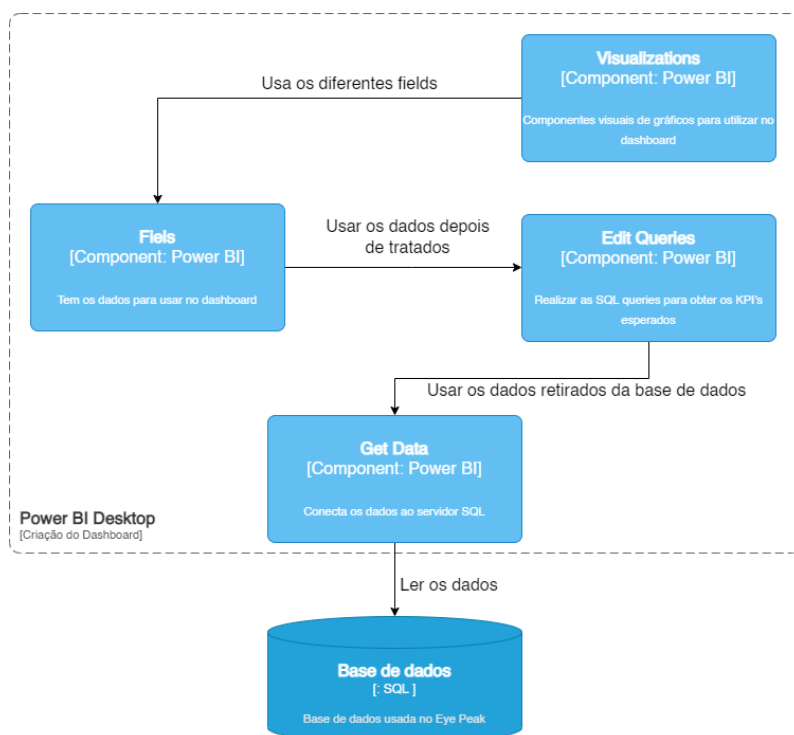 Visualizations
[Component: Power BI]
Componentes visuais de gráficos para utilizar no
dashboard
Usa os diferentes fields
Fiels
[Component: Power BI]
Tem os dados para usar no dashboard
Usar os dados depois
de tratados
Edit Queries
[Component: Power BI]
Realizar as SQL queries para obter os KPI's
esperados
Usar os dados retirados da base de dados
Get Data
[Component: Power BI]
Conecta os dados ao servidor SQL
Power BI Desktop
[Criação do Dashboard]
Ler os dados
Base de dados
[: SQL ]
Base de dados usada no Eye Peak